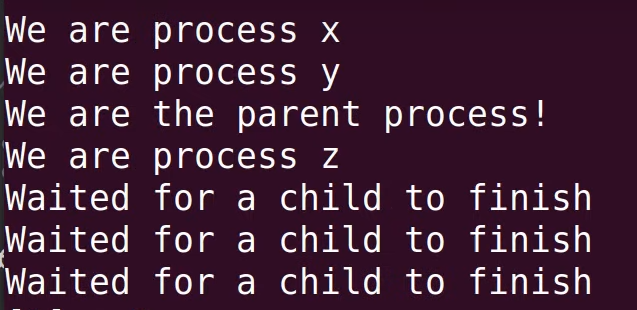 We are process x
We are process y
We are the parent process!
We are process z
Waited for a child to finish
Waited for a child to finish
Waited for a child to finish